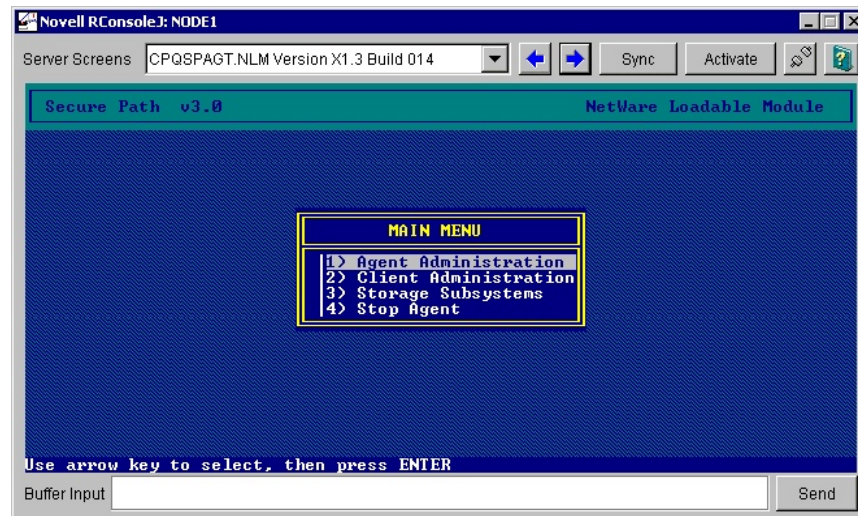 Novell RConsoleJ: NODE1
Server Screens CPQSPAGT.NLM Version X1.3 Build 014 Sync Activate
Secure Path v3.0 NetWare Loadable Module
MAIN MENU
1) Agent Administration
2) Client Administration
3) Storage Subsystems
4) Stop Agent
Use arrow key to select, then press ENTER
Buffer Input Send